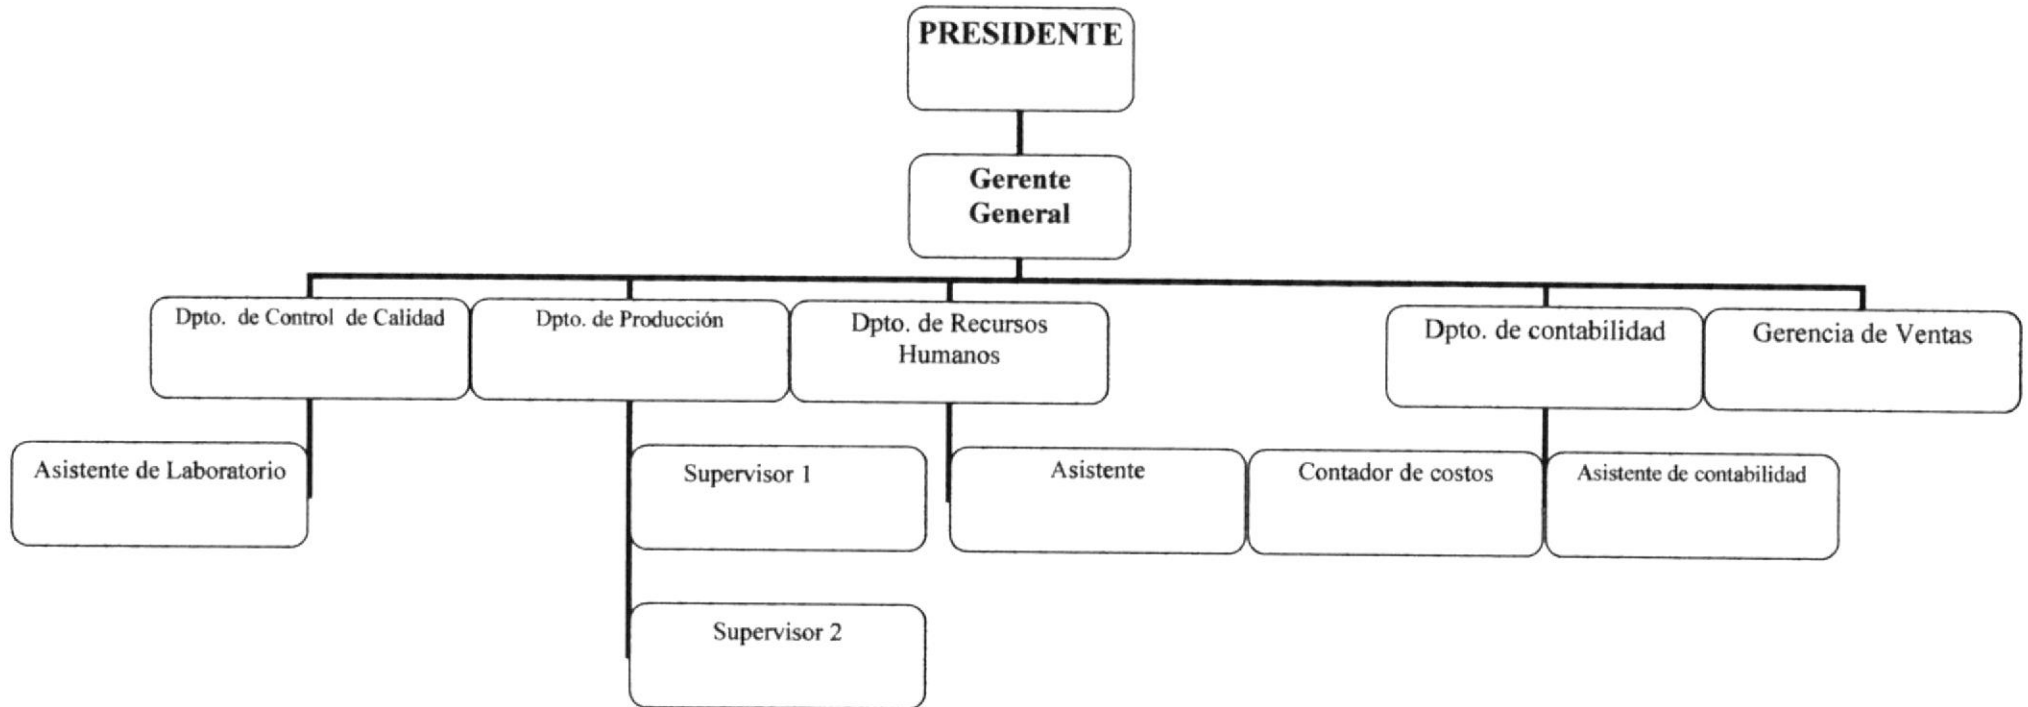 PRESIDENTE
Gerente
General
Dpto. de Control de Calidad
Dpto. de Producción
Dpto. de Recursos
Humanos
Dpto. de contabilidad
Gerencia de Ventas
Asistente de Laboratorio
Supervisor 1
Asistente
Contador de costos
Asistente de contabilidad
Supervisor 2